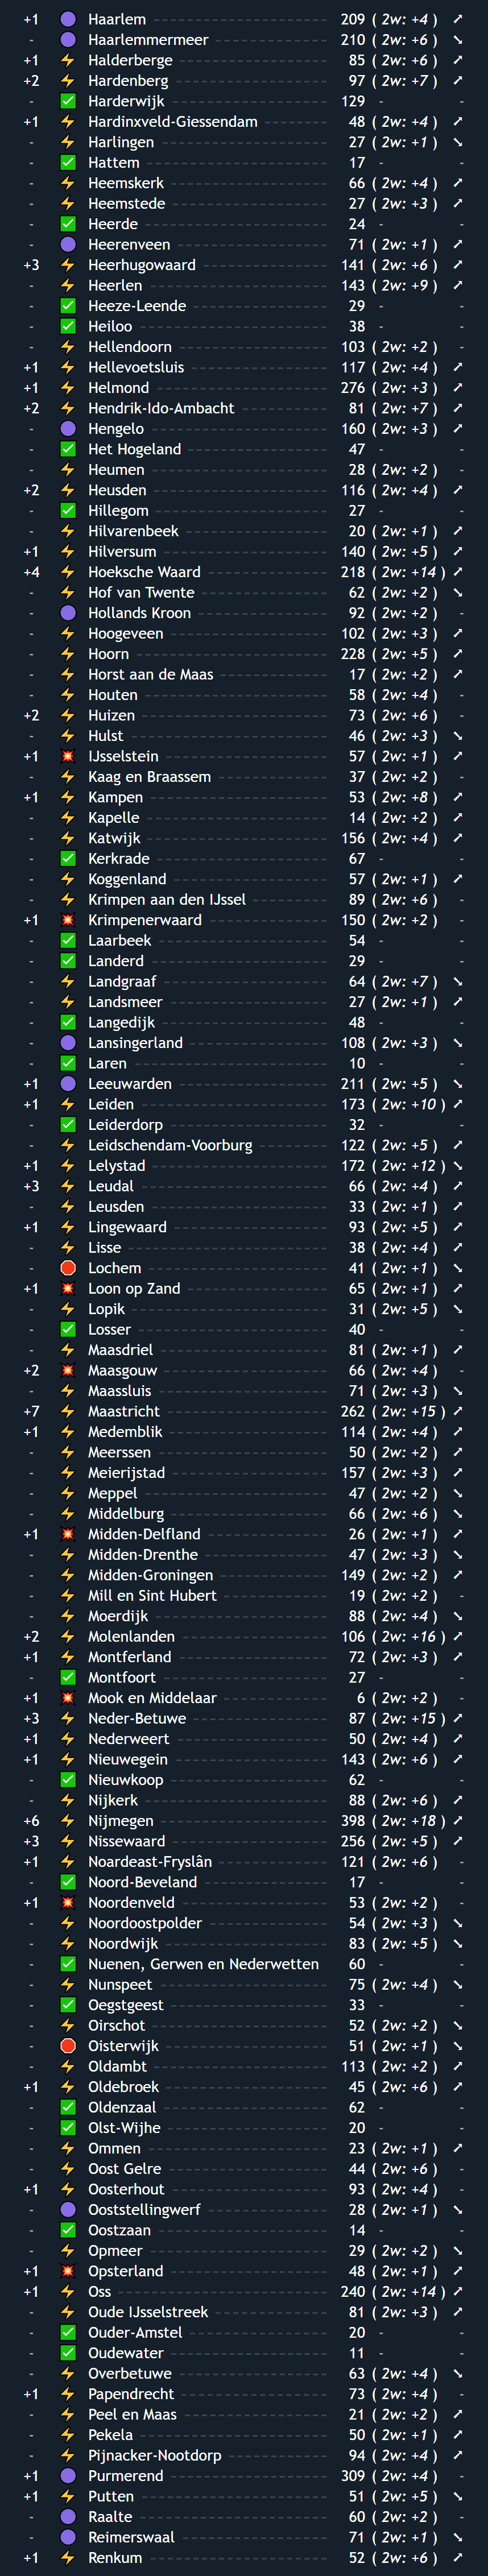 +1 Haarlem 209 ( 2w: +4 ) ↗
- Haarlemmermeer 210 ( 2w: +6 ) ↘
+1 ⚡ Halderberge 85 ( 2w: +6 ) ↗
+2 ⚡ Hardenberg 97 ( 2w: +7 ) ↗
- ✅ Harderwijk 129 - -
+1 ⚡ Hardinxveld-Giessendam 48 ( 2w: +4 ) ↗
- ⚡ Harlingen 27 ( 2w: +1 ) ↘
- ✅ Hattem 17 - -
- ⚡ Heemskerk 66 ( 2w: +4 ) ↗
- ⚡ Heemstede 27 ( 2w: +3 ) ↗
- ✅ Heerde 24 - -
- 🟣 Heerenveen 71 ( 2w: +1 ) ↗
+3 ⚡ Heerhugowaard 141 ( 2w: +6 ) ↗
- ⚡ Heerlen 143 ( 2w: +9 ) ↗
- ✅ Heeze-Leende 29 - -
- ✅ Heiloo 38 - -
- ⚡ Hellendoorn 103 ( 2w: +2 ) -
+1 ⚡ Hellevoetsluis 117 ( 2w: +4 ) ↗
+1 ⚡ Helmond 276 ( 2w: +3 ) ↗
+2 ⚡ Hendrik-Ido-Ambacht 81 ( 2w: +7 ) ↗
- 🟣 Hengelo 160 ( 2w: +3 ) ↗
- ✅ Het Hogeland 47 - -
- ⚡ Heumen 28 ( 2w: +2 ) -
+2 ⚡ Heusden 116 ( 2w: +4 ) ↗
- ✅ Hillegom 27 - -
- ⚡ Hilvarenbeek 20 ( 2w: +1 ) ↗
+1 ⚡ Hilversum 140 ( 2w: +5 ) ↗
+4 ⚡ Hoeksche Waard 218 ( 2w: +14 ) ↗
- ⚡ Hof van Twente 62 ( 2w: +2 ) ↘
- 🟣 Hollands Kroon 92 ( 2w: +2 ) -
- ⚡ Hoogeveen 102 ( 2w: +3 ) ↗
- ⚡ Hoorn 228 ( 2w: +5 ) ↗
- ⚡ Horst aan de Maas 17 ( 2w: +2 ) ↗
- ⚡ Houten 58 ( 2w: +4 ) -
+2 ⚡ Huizen 73 ( 2w: +6 ) -
- ⚡ Hulst 46 ( 2w: +3 ) ↘
+1 💥 IJsselstein 57 ( 2w: +1 ) ↗
- ⚡ Kaag en Braassem 37 ( 2w: +2 ) -
+1 ⚡ Kampen 53 ( 2w: +8 ) ↗
- ⚡ Kapelle 14 ( 2w: +2 ) ↗
- ⚡ Katwijk 156 ( 2w: +4 ) ↗
- ✅ Kerkrade 67 - -
- ⚡ Koggenland 57 ( 2w: +1 ) ↗
- ⚡ Krimpen aan den IJssel 89 ( 2w: +6 ) -
+1 💥 Krimpenerwaard 150 ( 2w: +2 ) -
- ✅ Laarbeek 54 - -
- ✅ Landerd 29 - -
- ⚡ Landgraaf 64 ( 2w: +7 ) ↘
- ⚡ Landsmeer 27 ( 2w: +1 ) ↗
- ✅ Langedijk 48 - -
- 🟣 Lansingerland 108 ( 2w: +3 ) ↘
- ✅ Laren 10 - -
+1 🟣 Leeuwarden 211 ( 2w: +5 ) ↘
+1 ⚡ Leiden 173 ( 2w: +10 ) ↗
- ✅ Leiderdorp 32 - -
- ⚡ Leidschendam-Voorburg 122 ( 2w: +5 ) ↗
+1 ⚡ Lelystad 172 ( 2w: +12 ) ↘
+3 ⚡ Leudal 66 ( 2w: +4 ) ↗
- ⚡ Leusden 33 ( 2w: +1 ) ↗
+1 ⚡ Lingewaard 93 ( 2w: +5 ) ↗
- ⚡ Lisse 38 ( 2w: +4 ) ↗
- 🛑 Lochem 41 ( 2w: +1 ) ↘
+1 💥 Loon op Zand 65 ( 2w: +1 ) ↗
- ⚡ Lopik 31 ( 2w: +5 ) ↘
- ✅ Losser 40 - -
- ⚡ Maasdriel 81 ( 2w: +1 ) ↗
+2 💥 Maasgouw 66 ( 2w: +4 ) -
- ⚡ Maassluis 71 ( 2w: +3 ) ↘
+7 ⚡ Maastricht 262 ( 2w: +15 ) ↗
+1 ⚡ Medemblik 114 ( 2w: +4 ) ↗
- ⚡ Meerssen 50 ( 2w: +2 ) ↗
- ⚡ Meierijstad 157 ( 2w: +3 ) ↗
- ⚡ Meppel 47 ( 2w: +2 ) ↘
- ⚡ Middelburg 66 ( 2w: +6 ) ↘
+1 💥 Midden-Delfland 26 ( 2w: +1 ) ↗
- ⚡ Midden-Drenthe 47 ( 2w: +3 ) ↘
- ⚡ Midden-Groningen 149 ( 2w: +2 ) ↗
- ⚡ Mill en Sint Hubert 19 ( 2w: +2 ) -
- ⚡ Moerdijk 88 ( 2w: +4 ) ↘
+2 ⚡ Molenlanden 106 ( 2w: +16 ) ↗
+1 ⚡ Montferland 72 ( 2w: +3 ) ↗
- ✅ Montfoort 27 - -
+1 💥 Mook en Middelaar 6 ( 2w: +2 ) -
+3 ⚡ Neder-Betuwe 87 ( 2w: +15 ) ↗
+1 ⚡ Nederweert 50 ( 2w: +4 ) ↗
+1 ⚡ Nieuwegein 143 ( 2w: +6 ) ↗
- ✅ Nieuwkoop 62 - -
- ⚡ Nijkerk 88 ( 2w: +6 ) ↗
+6 ⚡ Nijmegen 398 ( 2w: +18 ) ↗
+3 ⚡ Nissewaard 256 ( 2w: +5 ) ↗
+1 ⚡ Noardeast-Fryslân 121 ( 2w: +6 ) -
- ✅ Noord-Beveland 17 - -
+1 💥 Noordenveld 53 ( 2w: +2 ) -
- ⚡ Noordoostpolder 54 ( 2w: +3 ) ↘
- ⚡ Noordwijk 83 ( 2w: +5 ) ↘
- ✅ Nuenen, Gerwen en Nederwetten 60 - -
- ⚡ Nunspeet 75 ( 2w: +4 ) ↘
- ✅ Oegstgeest 33 - -
- ⚡ Oirschot 52 ( 2w: +2 ) ↘
- 🛑 Oisterwijk 51 ( 2w: +1 ) ↘
- ⚡ Oldambt 113 ( 2w: +2 ) ↗
+1 ⚡ Oldebroek 45 ( 2w: +6 ) ↗
- ✅ Oldenzaal 62 - -
- ✅ Olst-Wijhe 20 - -
- ⚡ Ommen 23 ( 2w: +1 ) ↗
- ⚡ Oost Gelre 44 ( 2w: +6 ) -
+1 ⚡ Oosterhout 93 ( 2w: +4 ) -
- 🟣 Ooststellingwerf 28 ( 2w: +1 ) ↘
- ✅ Oostzaan 14 - -
- ⚡ Opmeer 29 ( 2w: +2 ) ↘
+1 💥 Opsterland 48 ( 2w: +1 ) ↗
+1 ⚡ Oss 240 ( 2w: +14 ) ↗
- ⚡ Oude IJsselstreek 81 ( 2w: +3 ) ↗
- ✅ Ouder-Amstel 20 - -
- ✅ Oudewater 11 - -
- ⚡ Overbetuwe 63 ( 2w: +4 ) ↘
+1 ⚡ Papendrecht 73 ( 2w: +4 ) -
- ⚡ Peel en Maas 21 ( 2w: +2 ) ↗
- ⚡ Pekela 50 ( 2w: +1 ) ↗
- ⚡ Pijnacker-Nootdorp 94 ( 2w: +4 ) ↗
+1 🟣 Purmerend 309 ( 2w: +4 ) -
+1 ⚡ Putten 51 ( 2w: +5 ) ↘
- 🟣 Raalte 60 ( 2w: +2 ) -
- 🟣 Reimerswaal 71 ( 2w: +1 ) ↘
+1 ⚡ Renkum 52 ( 2w: +6 ) ↗